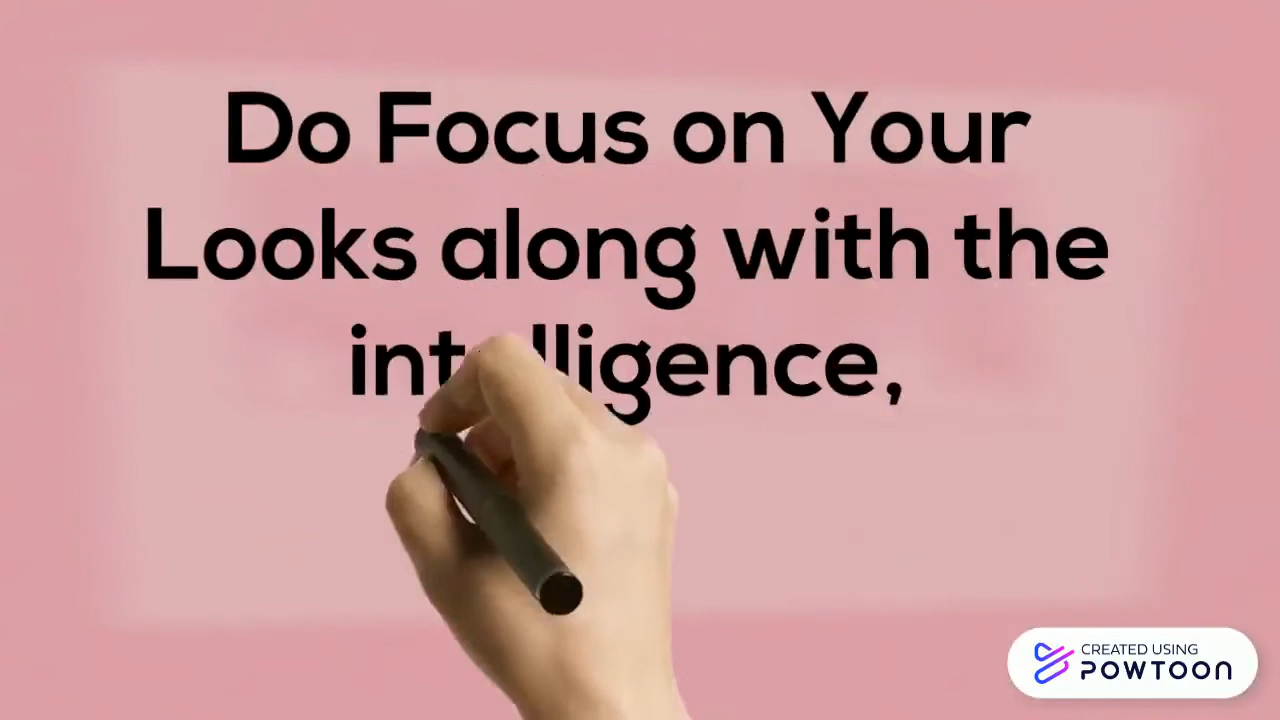 Do Focus on Your
Looks along with the
intelligence,
CREATED USING
POWTOON